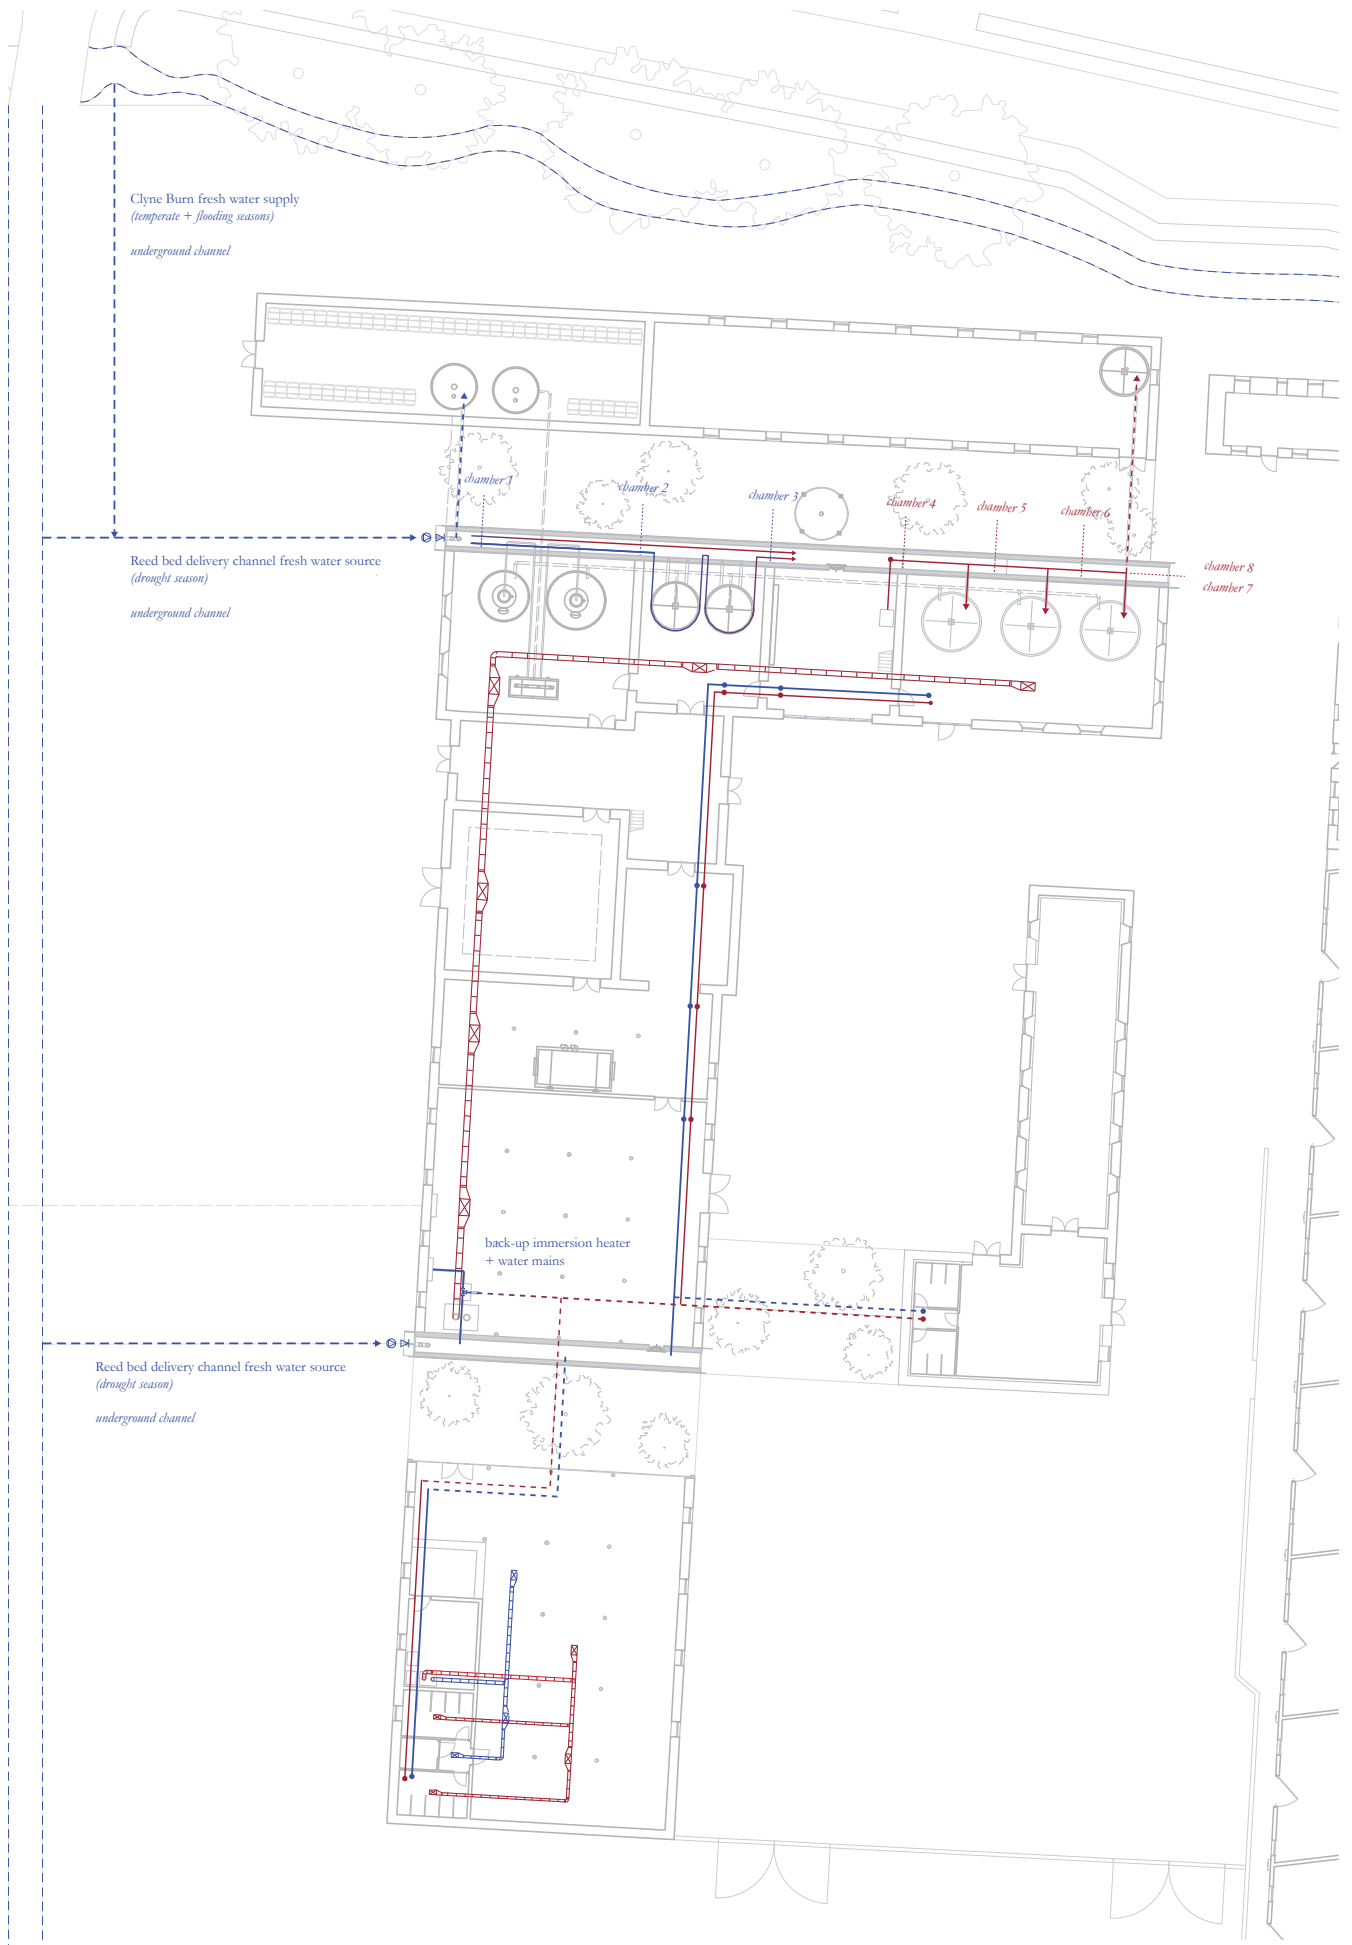 Clyne Burn fresh water supply
(temperate + flooding seasons)
underground channel
chamber 1
chamber 2
chamber 3
chamber 4
chamber 5
chamber 6
Reed bed delivery channel fresh water source
(drought season)
underground channel
chamber 8
chamber 7
back-up immersion heater
+ water mains
Reed bed delivery channel fresh water source
(drought season)
underground channel